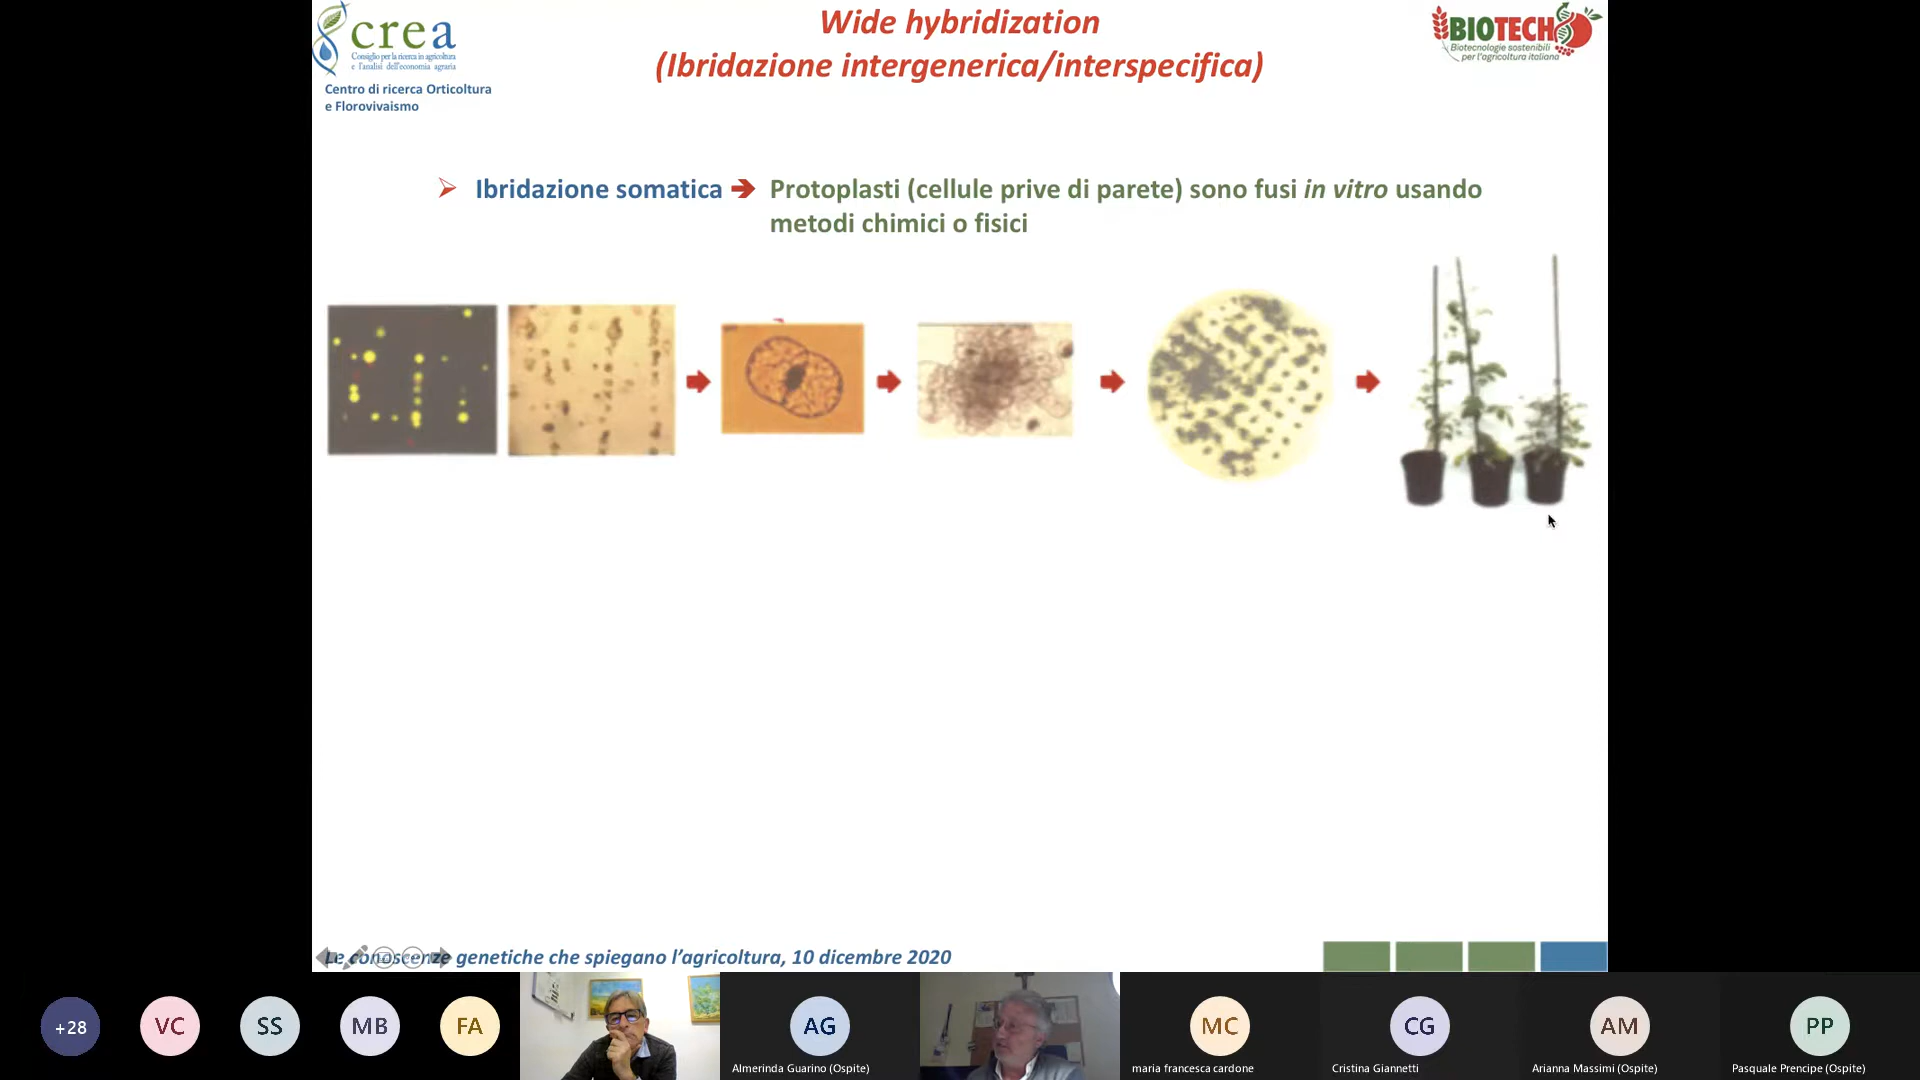 crea
Consiglio per la ricerca in agricoltura
e l'analisi dell'economia agraria
Centro di ricerca Orticoltura
e Florovivaismo
Wide hybridization
(Ibridazione intergenerica/interspecifica)
BIOTECH
Biotecnologie sostenibili
per l'agricoltura italiana
Ibridazione somatica
Protoplasti (cellule prive di parete) sono fusi in vitro usando
metodi chimici o fisici
Le conoscenze genetiche che spiegano l'agricoltura, 10 dicembre 2020
+28
VC
SS
MB
FA
AG
Almerinda Guarino (Ospite)
MC
maria francesca cardone
CG
Cristina Giannetti
AM
Arianna Massimi (Ospite)
PP
Pasquale Prencipe (Ospite)